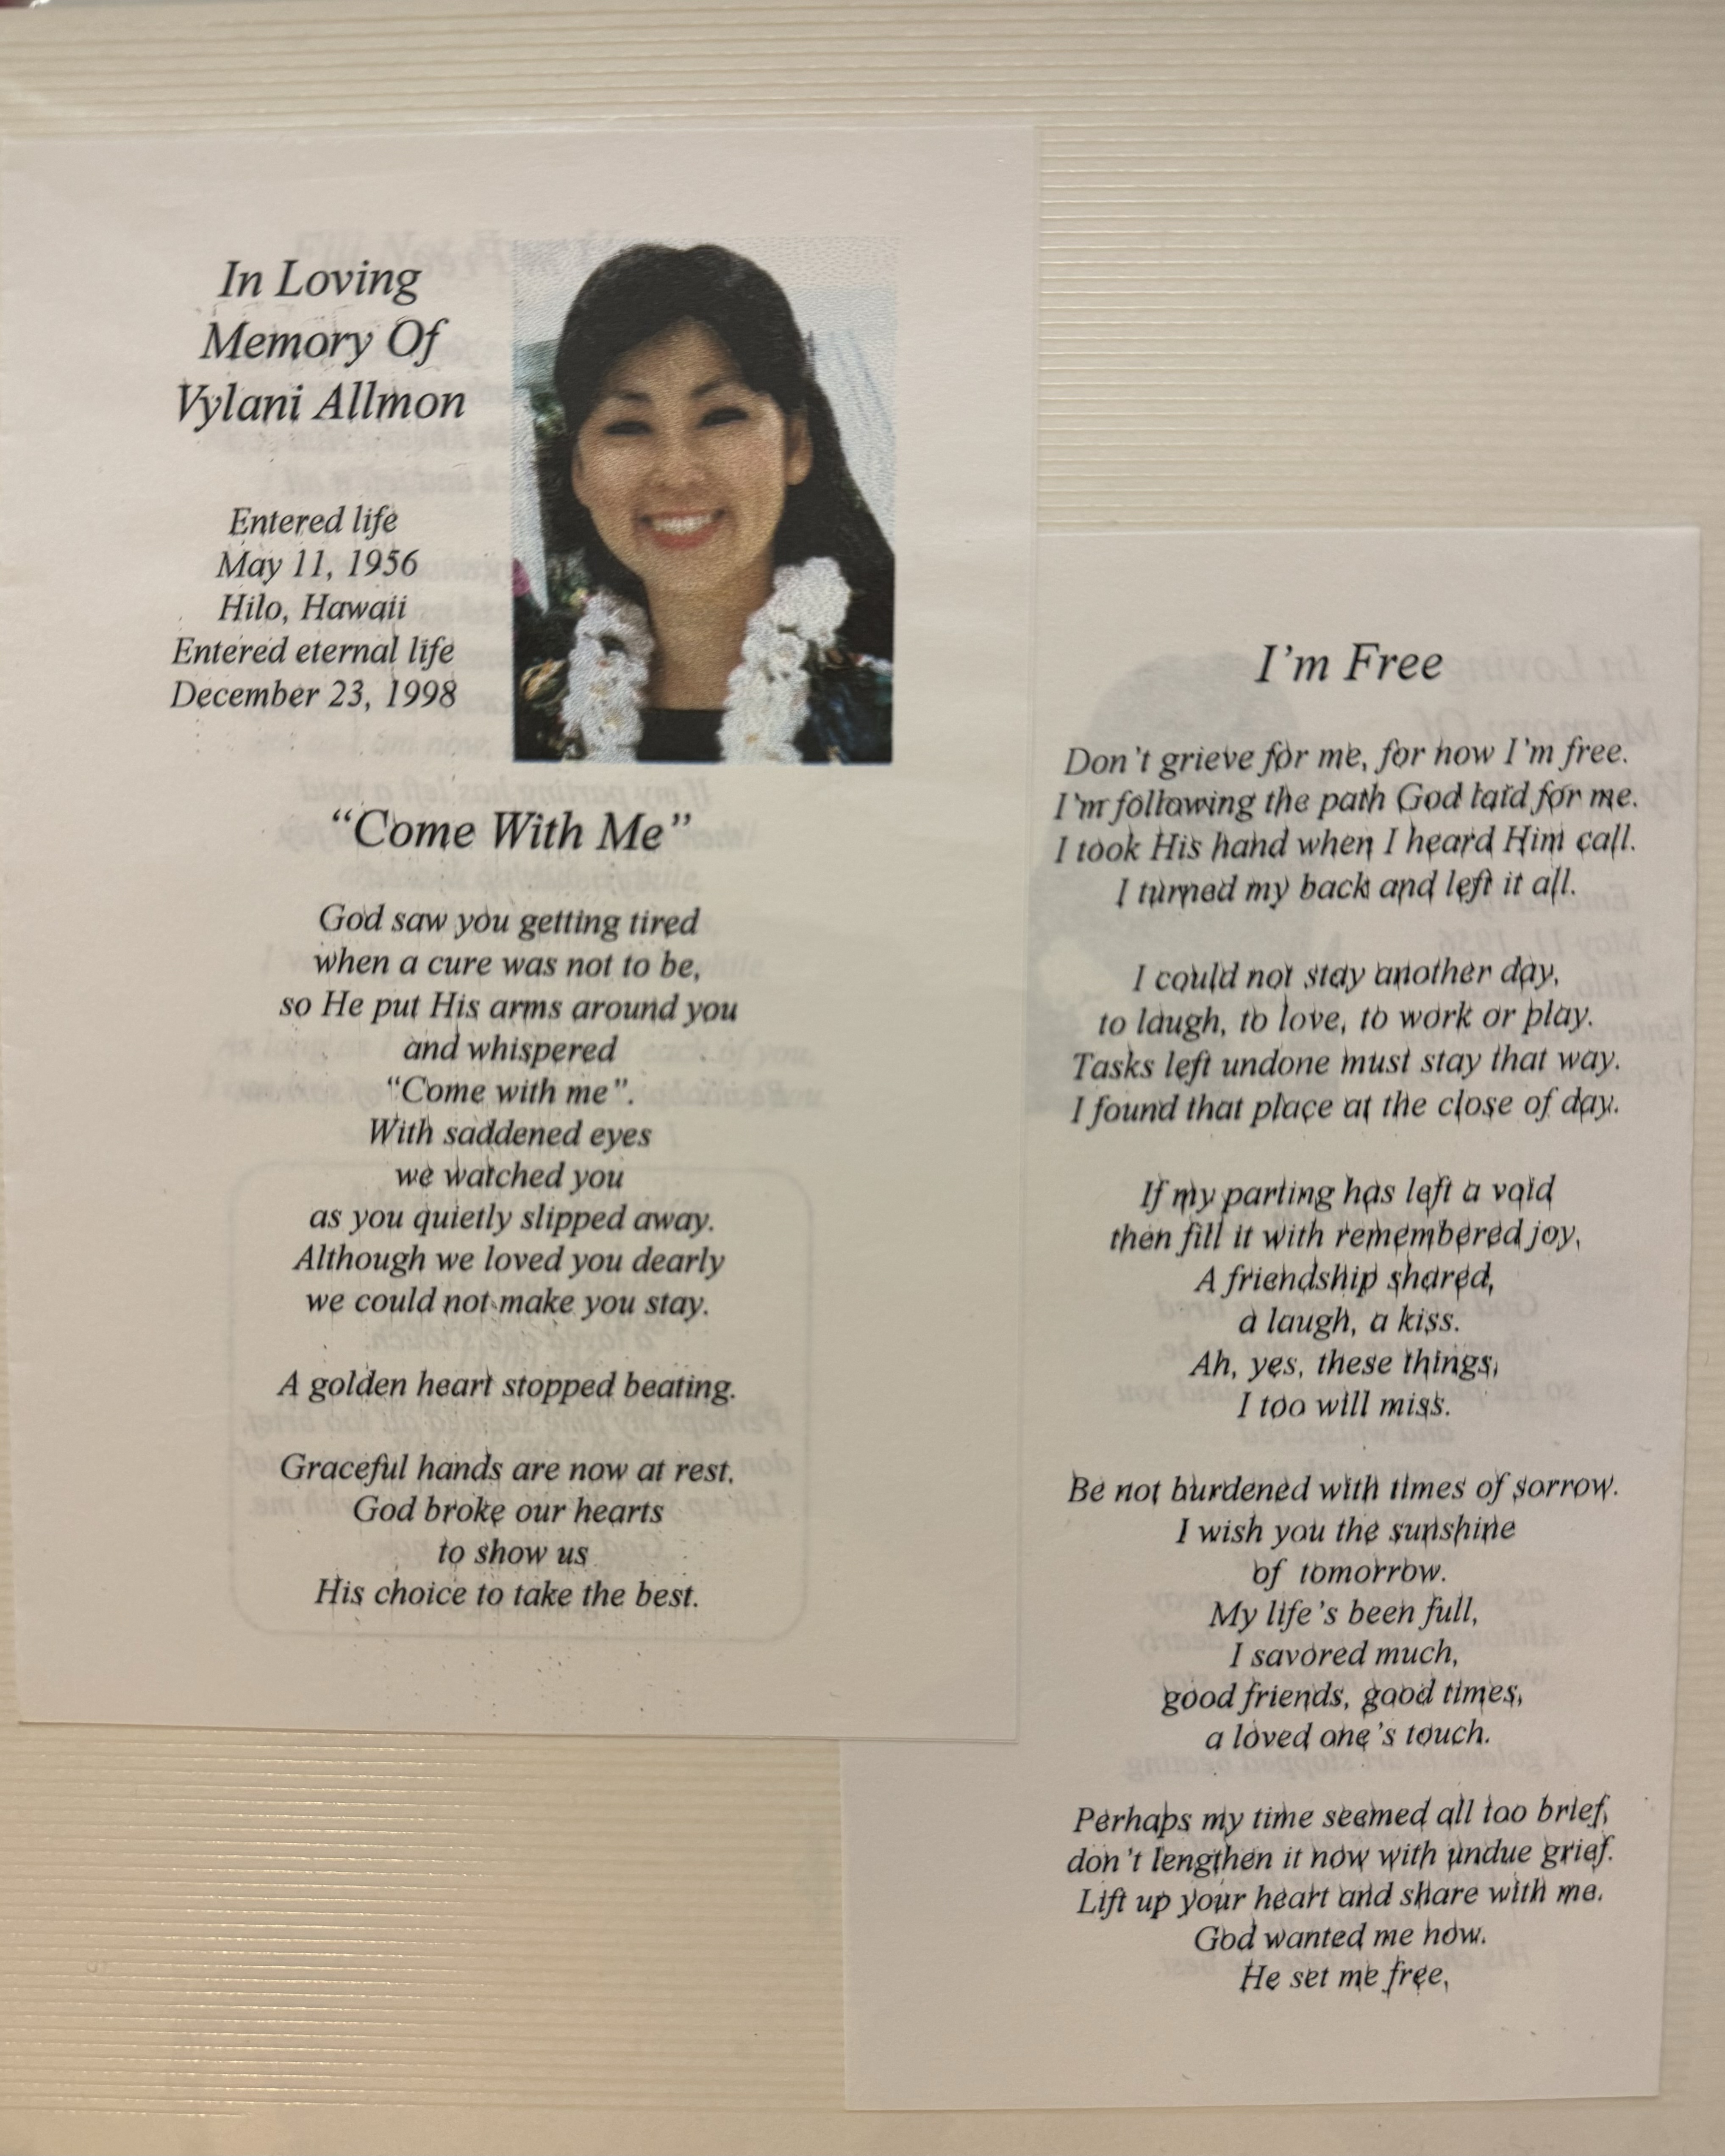 In Loving
Memory Of
Vylani Allmon
Entered life
May 11, 1956
Hilo, Hawaii
Entered eternal life
December 23, 1998
“Come With Me”
God saw you getting tired
when a cure was not to be,
so He put His arms around you
and whispered
“Come with me”.
With saddened eyes
we watched you
as you quietly slipped away.
Although we loved you dearly
we could not make you stay.
A golden heart stopped beating.
Graceful hands are now at rest.
God broke our hearts
to show us
His choice to take the best.
I’m Free
Don’t grieve for me, for now I’m free.
I’m following the path God laid for me.
I took His hand when I heard Him call.
I turned my back and left it all.
I could not stay another day,
to laugh, to love, to work or play.
Tasks left undone must stay that way.
I found that place at the close of day.
If my parting has left a void
then fill it with remembered joy,
A friendship shared,
a laugh, a kiss.
Ah, yes, these things,
I too will miss.
Be not burdened with times of sorrow.
I wish you the sunshine
of tomorrow.
My life’s been full,
I savored much,
good friends, good times,
a loved one’s touch.
Perhaps my time seemed all too brief,
don’t lengthen it now with undue grief.
Lift up your heart and share with me.
God wanted me now.
He set me free,